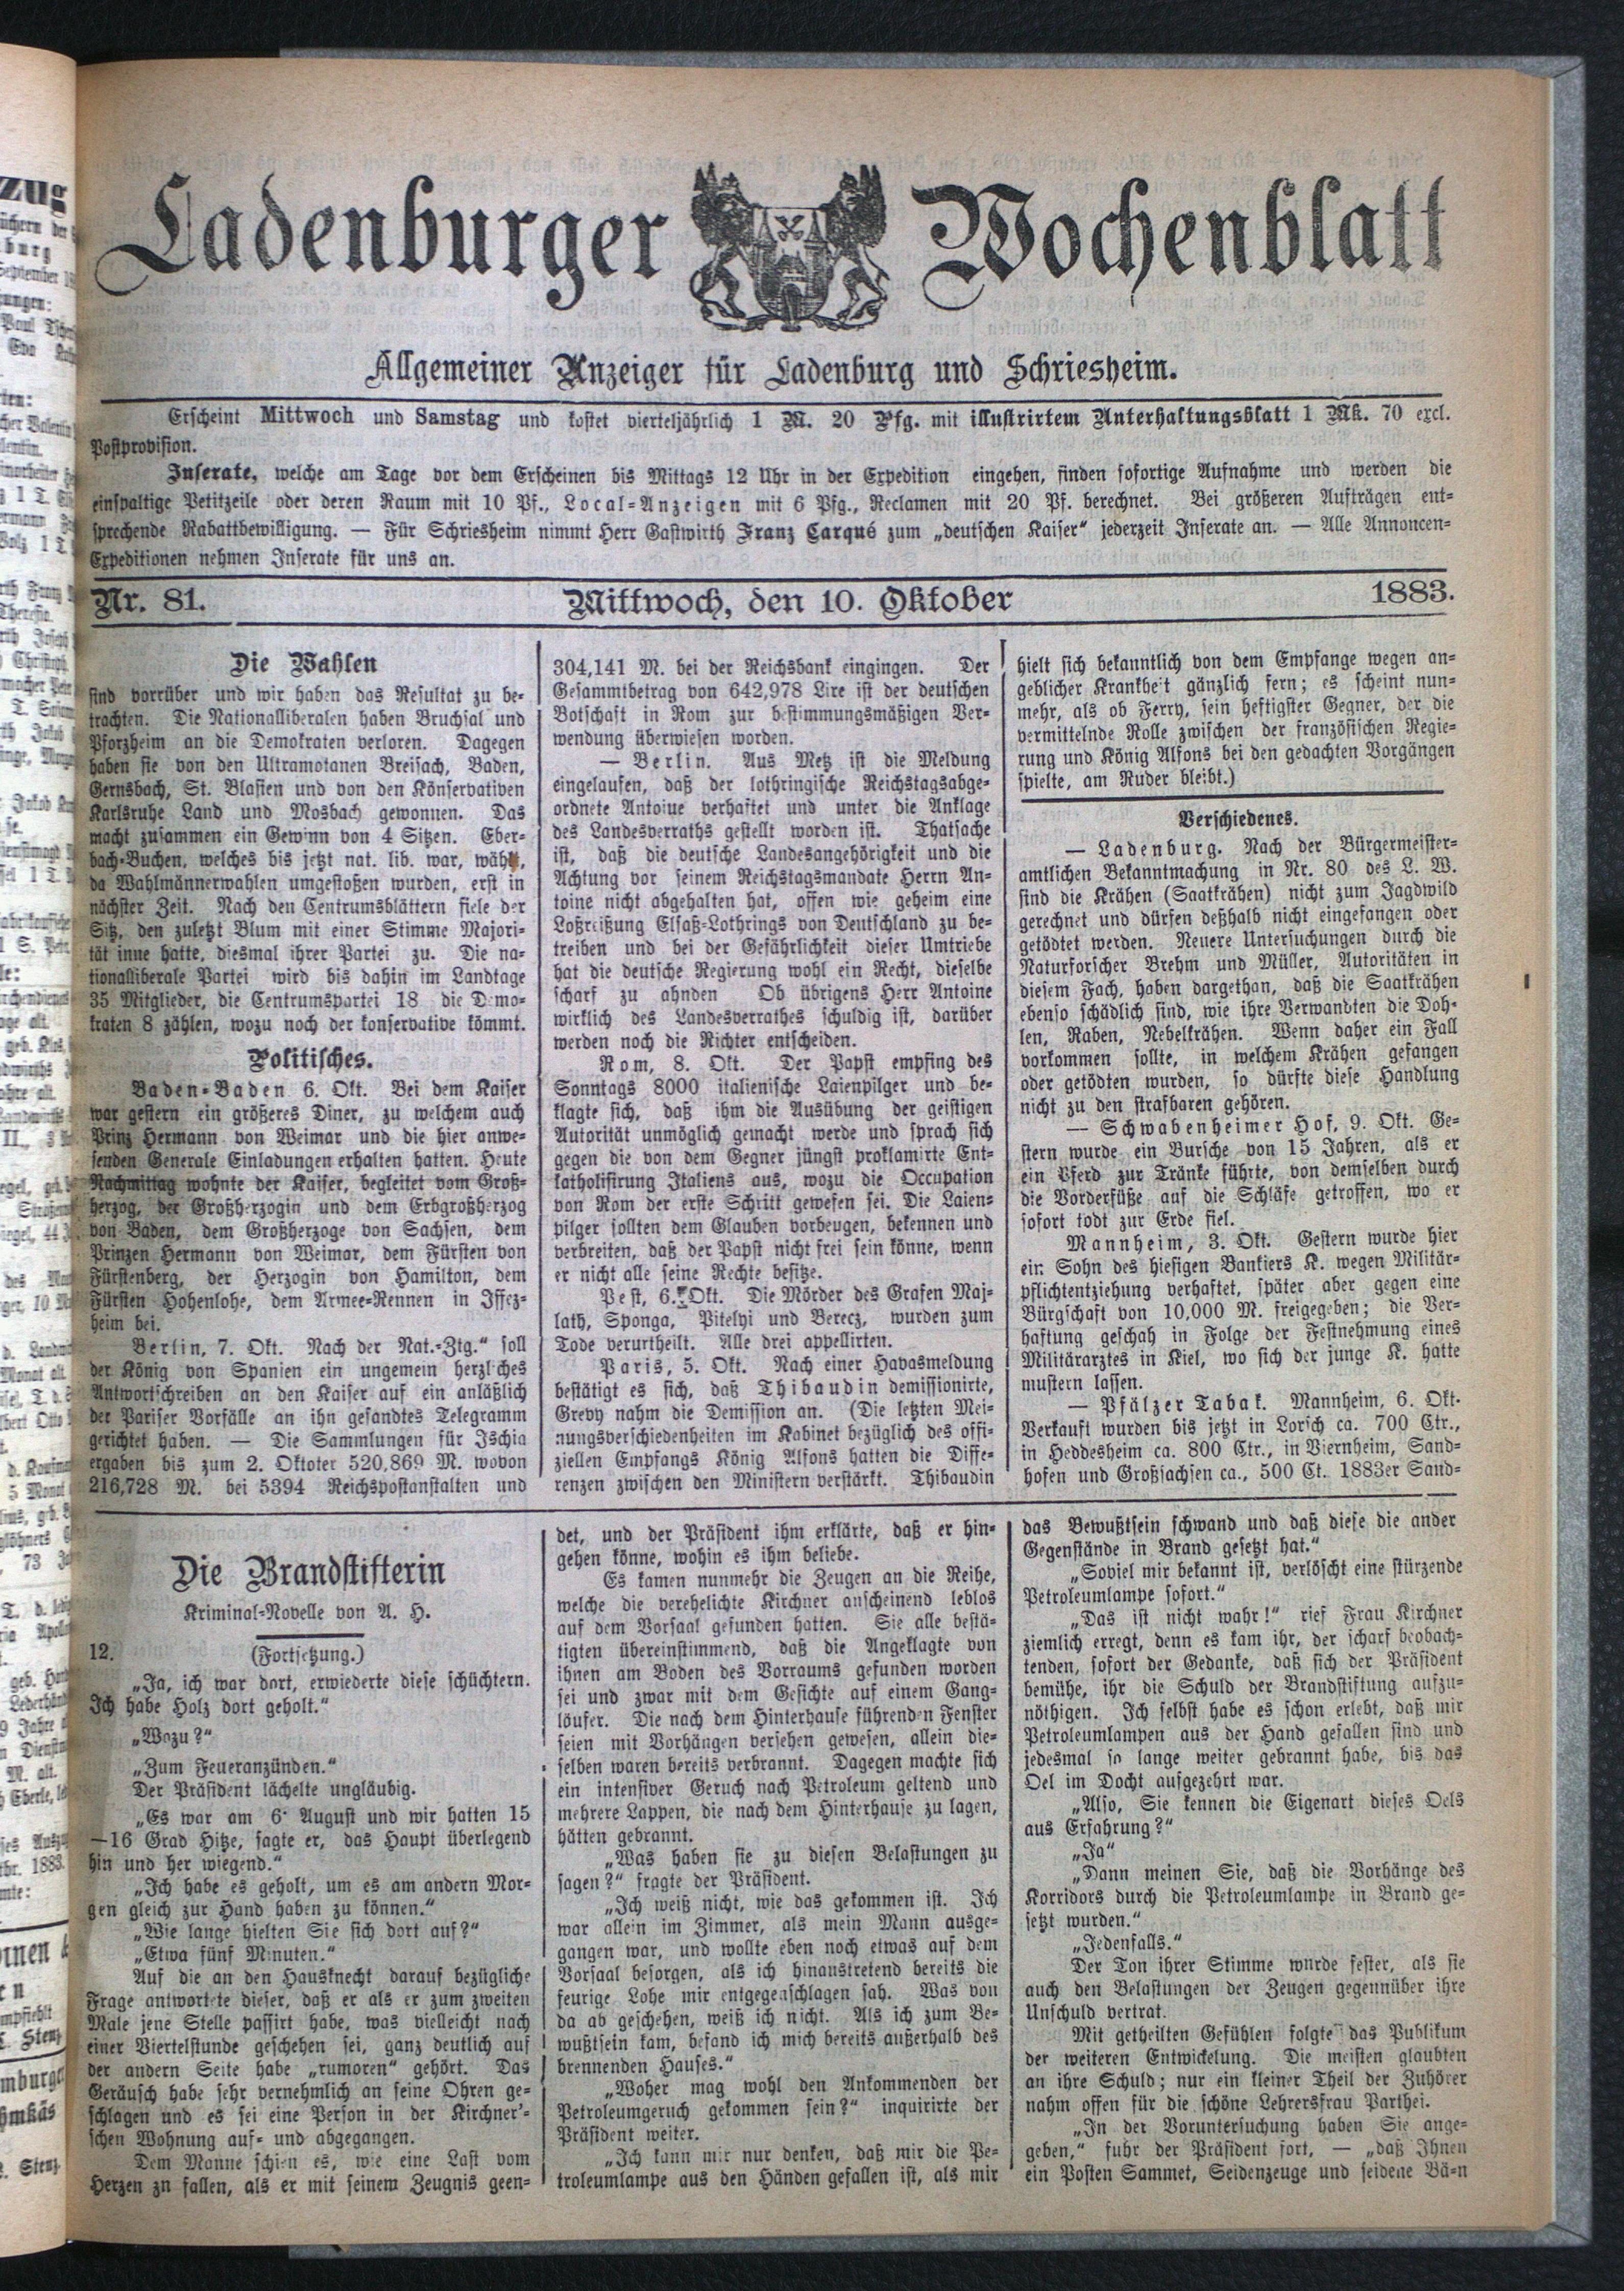 Ladenburger Wochenblatt
Allgemeiner Anzeiger für Ladenburg und Schriesheim.
Erscheint Mittwoch und Samstag und kostet vierteljährlich 1 M. 20 Pfg. mit illustrirtem Unterhaltungsblatt 1 Mk. 70 excl.
Postprovision.
Inserate, welche am Tage vor dem Erscheinen bis Mittags 12 Uhr in der Expedition eingehen, finden sofortige Aufnahme und werden die
einspaltige Petitzeile oder deren Raum mit 10 Pf., Local-Anzeigen mit 6 Pfg., Reclamen mit 20 Pf. berechnet. Bei größeren Aufträgen ent-
sprechende Rabattbewilligung. — Für Schriesheim nimmt Herr Gastwirth Franz Carqué zum „deutschen Kaiser“ jederzeit Inserate an. — Alle Annoncen-
Expeditionen nehmen Inserate für uns an.
Nr. 81. Mittwoch, den 10. Oktober 1883.
Die Wahlen
sind vorrüber und wir haben das Resultat zu be-
trachten. Die Nationalliberalen haben Bruchsal und
Pforzheim an die Demokraten verloren. Dagegen
haben sie von den Ultramotanen Breisach, Baden,
Gernsbach, St. Blasien und von den Könservativen
Karlsruhe Land und Mosbach gewonnen. Das
macht zusammen ein Gewinn von 4 Sitzen. Eber-
bach-Buchen, welches bis jetzt nat. lib. war, wählt,
da Wahlmännerwahlen umgestoßen wurden, erst in
nächster Zeit. Nach den Centrumsblättern fiele der
Sitz, den zuletzt Blum mit einer Stimme Majori-
tät inne hatte, diesmal ihrer Partei zu. Die na-
tionalliberale Partei wird bis dahin im Landtage
35 Mitglieder, die Centrumspartei 18 die Demo-
kraten 8 zählen, wozu noch der konservative kömmt.
Politisches.
Baden-Baden 6. Okt. Bei dem Kaiser
war gestern ein größeres Diner, zu welchem auch
Prinz Hermann von Weimar und die hier anwe-
senden Generale Einladungen erhalten hatten. Heute
Nachmittag wohnte der Kaiser, begleitet vom Groß-
herzog, der Großherzogin und dem Erbgroßherzog
von Baden, dem Großherzoge von Sachsen, dem
Prinzen Hermann von Weimar, dem Fürsten von
Fürstenberg, der Herzogin von Hamilton, dem
Fürsten Hohenlohe, dem Armee-Rennen in Iffez-
heim bei.
Berlin, 7. Okt. Nach der Nat.-Ztg.“ soll
der König von Spanien ein ungemein herzliches
Antwortschreiben an den Kaiser auf ein anläßlich
der Pariser Vorfälle an ihn gesandtes Telegramm
gerichtet haben. — Die Sammlungen für Ischia
ergaben bis zum 2. Oktoter 520,869 M. wovon
216,728 M. bei 5394 Reichspostanstalten und
304,141 M. bei der Reichsbank eingingen. Der
Gesammtbetrag von 642,978 Lire ist der deutschen
Botschaft in Rom zur bestimmungsmäßigen Ver-
wendung überwiesen worden.
— Berlin. Aus Metz ist die Meldung
eingelaufen, daß der lothringische Reichstagsabge-
ordnete Antoiue verhaftet und unter die Anklage
des Landesverraths gestellt worden ist. Thatsache
ist, daß die deutsche Landesangehörigkeit und die
Achtung vor seinem Reichstagsmandate Herrn An-
toine nicht abgehalten hat, offen wie geheim eine
Loßreißung Elsaß-Lothrings von Deutschland zu be-
treiben und bei der Gefährlichkeit dieser Umtriebe
hat die deutsche Regierung wohl ein Recht, dieselbe
scharf zu ahnden Ob übrigens Herr Antoine
wirklich des Landesverrathes schuldig ist, darüber
werden noch die Richter entscheiden.
Rom, 8. Okt. Der Papst empfing des
Sonntags 8000 italienische Laienpilger und be-
klagte sich, daß ihm die Ausübung der geistigen
Autorität unmöglich gemacht werde und sprach sich
gegen die von dem Gegner jüngst proklamirte Ent-
katholisirung Italiens aus, wozu die Occupation
von Rom der erste Schritt gewesen sei. Die Laien-
pilger sollten dem Glauben vorbeugen, bekennen und
verbreiten, daß der Papst nicht frei sein könne, wenn
er nicht alle seine Rechte besitze.
Pest, 6. Okt. Die Mörder des Grafen Maj-
lath, Sponga, Pitelyi und Berecz, wurden zum
Tode verurtheilt. Alle drei appellirten.
Paris, 5. Okt. Nach einer Havasmeldung
bestätigt es sich, daß Thibaudin demissionirte,
Grevy nahm die Demission an. (Die letzten Mei-
nungsverschiedenheiten im Kabinet bezüglich des offi-
ziellen Empfangs König Alfons hatten die Diffe-
renzen zwischen den Ministern verstärkt. Thibaudin
hielt sich bekanntlich von dem Empfange wegen an-
geblicher Krankheit gänzlich fern; es scheint nun-
mehr, als ob Ferry, sein heftigster Gegner, der die
vermittelnde Rolle zwischen der französischen Regie-
rung und König Alfons bei den gedachten Vorgängen
spielte, am Ruder bleibt.)
Verschiedenes.
— Ladenburg. Nach der Bürgermeister-
amtlichen Bekanntmachung in Nr. 80 des L. W.
sind die Krähen (Saatkrähen) nicht zum Jagdwild
gerechnet und dürfen deßhalb nicht eingefangen oder
getödtet werden. Neuere Untersuchungen durch die
Naturforscher Brehm und Müller, Autoritäten in
diesem Fach, haben dargethan, daß die Saatkrähen
ebenso schädlich sind, wie ihre Verwandten die Doh-
len, Raben, Nebelkrähen. Wenn daher ein Fall
vorkommen sollte, in welchem Krähen gefangen
oder getödten wurden, so dürfte diese Handlung
nicht zu den strafbaren gehören.
— Schwabenheimer Hof, 9. Okt. Ge-
stern wurde ein Bursche von 15 Jahren, als er
ein Pferd zur Tränke führte, von demselben durch
die Vorderfüße auf die Schläfe getroffen, wo er
sofort todt zur Erde fiel.
Mannheim, 3. Okt. Gestern wurde hier
ein Sohn des hiesigen Bankiers K. wegen Militär-
pflichtentziehung verhaftet, später aber gegen eine
Bürgschaft von 10,000 M. freigegeben; die Ver-
haftung geschah in Folge der Festnehmung eines
Militärarztes in Kiel, wo sich der junge K. hatte
mustern lassen.
— Pfälzer Tabak. Mannheim, 6. Okt.
Verkauft wurden bis jetzt in Lorsch ca. 700 Ctr.,
in Heddesheim ca. 800 Ctr., in Viernheim, Sand-
hofen und Großsachsen ca., 500 Ct. 1883er Sand-
Die Brandstifterin
Kriminal-Novelle von A. H.
12. (Fortsetzung.)
„Ja, ich war dort, erwiederte diese schüchtern.
Ich habe Holz dort geholt.“
„Wozu?“
„Zum Feueranzünden.“
Der Präsident lächelte ungläubig.
„Es war am 6. August und wir hatten 15
—16 Grad Hitze, sagte er, das Haupt überlegend
hin und her wiegend.“
„Ich habe es geholt, um es am andern Mor-
gen gleich zur Hand haben zu können.“
„Wie lange hielten Sie sich dort auf?“
„Etwa fünf Minuten.“
Auf die an den Hausknecht darauf bezügliche
Frage antwortete dieser, daß er als er zum zweiten
Male jene Stelle passirt habe, was vielleicht nach
einer Viertelstunde geschehen sei, ganz deutlich auf
der andern Seite habe „rumoren“ gehört. Das
Geräusch habe sehr vernehmlich an seine Ohren ge-
schlagen und es sei eine Person in der Kirchner'-
schen Wohnung auf- und abgegangen.
Dem Manne schien es, wie eine Last vom
Herzen zn fallen, als er mit seinem Zeugnis geen-
det, und der Präsident ihm erklärte, daß er hin-
gehen könne, wohin es ihm beliebe.
Es kamen nunmehr die Zeugen an die Reihe,
welche die verehelichte Kirchner anscheinend leblos
auf dem Vorsaal gefunden hatten. Sie alle bestä-
tigten übereinstimmend, daß die Angeklagte von
ihnen am Boden des Vorraums gefunden worden
sei und zwar mit dem Gesichte auf einem Gang-
löufer. Die nach dem Hinterhause führenden Fenster
seien mit Vorhängen versehen gewesen, allein die-
selben waren bereits verbrannt. Dagegen machte sich
ein intensiver Geruch nach Petroleum geltend und
mehrere Lappen, die nach dem Hinterhause zu lagen,
hätten gebrannt.
„Was haben sie zu diesen Belastungen zu
sagen?“ fragte der Präsident.
„Ich weiß nicht, wie das gekommen ist. Ich
war allein im Zimmer, als mein Mann ausge-
gangen war, und wollte eben noch etwas auf dem
Vorsaal besorgen, als ich hinaustretend bereits die
feurige Lohe mir entgegenschlagen sah. Was von
da ab geschehen, weiß ich nicht. Als ich zum Be-
wußtsein kam, befand ich mich bereits außerhalb des
brennenden Hauses.“
„Woher mag wohl den Ankommenden der
Petroleumgeruch gekommen sein?“ inquirirte der
Präsident weiter.
„Ich kann mir nur denken, daß mir die Pe-
troleumlampe aus den Händen gefallen ist, als mir
das Bewußtsein schwand und daß diese die ander
Gegenstände in Brand gesetzt hat.“
„Soviel mir bekannt ist, verlöscht eine stürzende
Petroleumlampe sofort.“
„Das ist nicht wahr!“ rief Frau Kirchner
ziemlich erregt, denn es kam ihr, der scharf beobach-
tenden, sofort der Gedanke, daß sich der Präsident
bemühe, ihr die Schuld der Brandstiftung aufzu-
nöthigen. Ich selbst habe es schon erlebt, daß mir
Petroleumlampen aus der Hand gefallen sind und
jedesmal so lange weiter gebrannt habe, bis das
Oel im Docht aufgezehrt war.
„Also, Sie kennen die Eigenart dieses Oels
aus Erfahrung?“
„Ja“
„Dann meinen Sie, daß die Vorhänge des
Korridors durch die Petroleumlampe in Brand ge-
setzt wurden.“
„Jedenfalls.“
Der Ton ihrer Stimme wnrde fester, als sie
auch den Belastungen der Zeugen gegennüber ihre
Unschuld vertrat.
Mit getheilten Gefühlen folgte das Publikum
der weiteren Entwickelung. Die meisten glaubten
an ihre Schuld; nur ein kleiner Theil der Zuhörer
nahm offen für die schöne Lehrersfrau Parthei.
„In der Voruntersuchung haben Sie ange-
geben,“ fuhr der Präsident fort, — „daß Ihnen
ein Posten Sammet, Seidenzeuge und seidene Bä-n